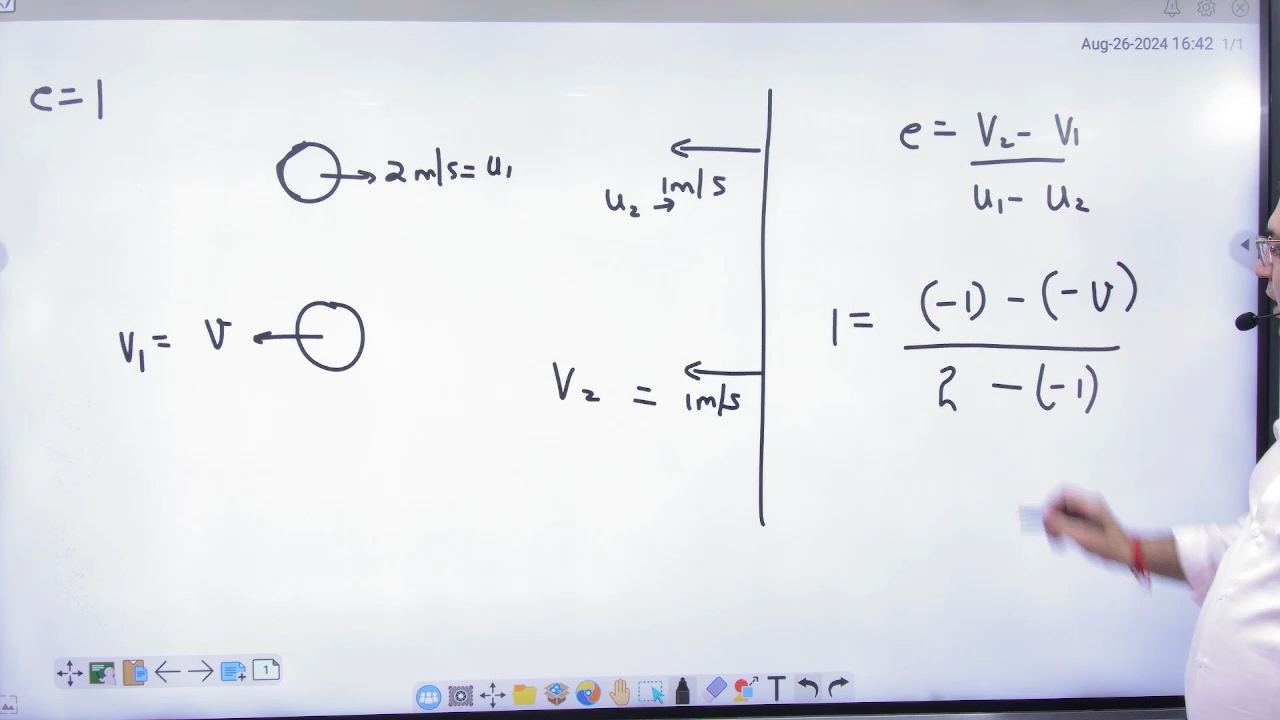 Aug-26-2024 16:42 1/1
e=1
2 m/s = u₁
1m/s
u₂ →
V₁ = v
V₂ = 1m/s
e = V₂ - V₁
u₁ - u₂
1 = (-1) - (-v)
2 - (-1)
1
T